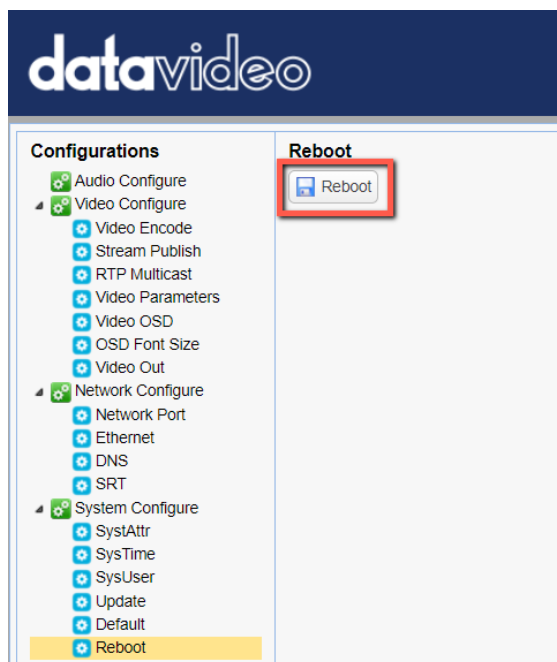 datavideo
Configurations
Audio Configure
Video Configure
Video Encode
Stream Publish
RTP Multicast
Video Parameters
Video OSD
OSD Font Size
Video Out
Network Configure
Network Port
Ethernet
DNS
SRT
System Configure
SystAttr
SysTime
SysUser
Update
Default
Reboot
Reboot
Reboot